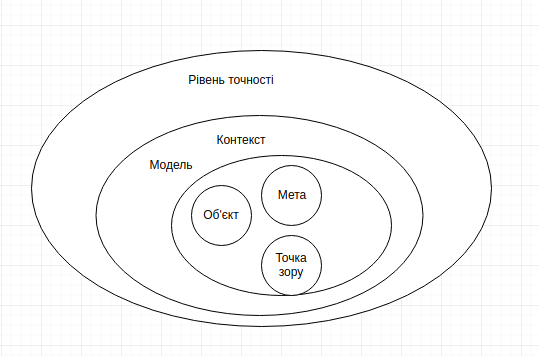 Рівень точності
Контекст
Модель
Мета
Об'єкт
Точка
зору